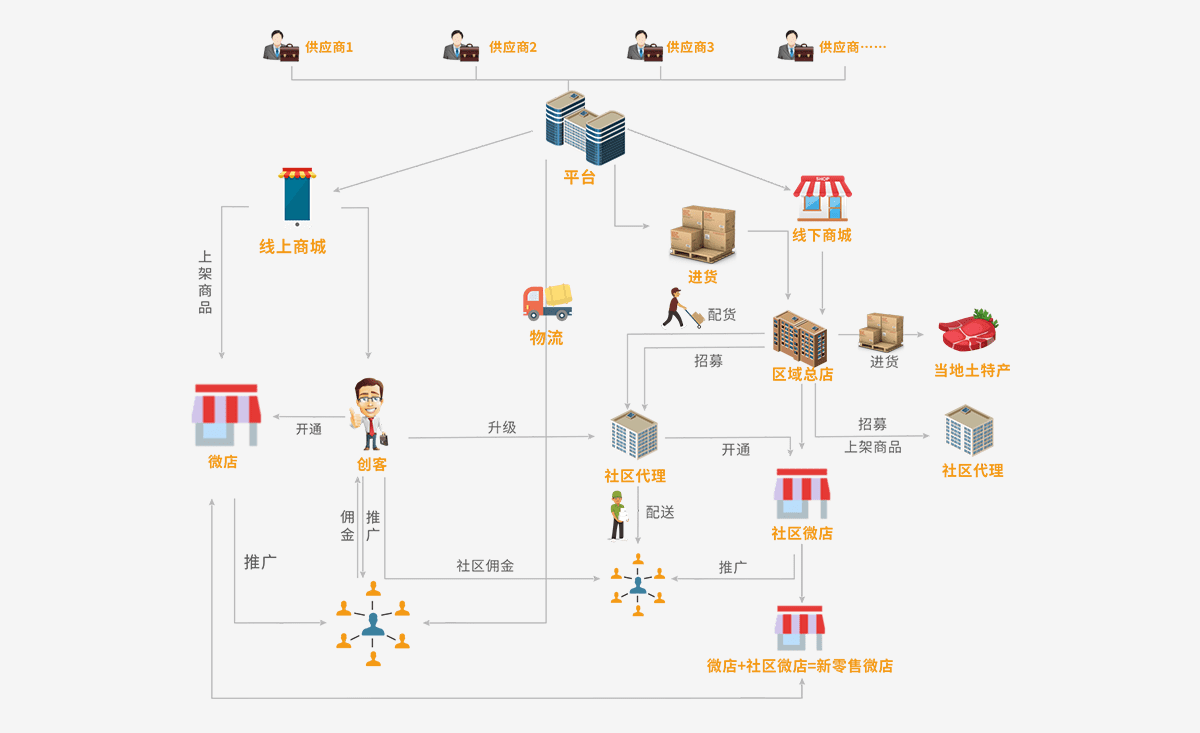 供应商1
供应商2
供应商3
供应商……
平台
SHOP
线上商城
线下商城
进货
上架商品
物流
配货
招募
区域总店
进货
当地土特产
微店
开通
创客
升级
社区代理
开通
招募
上架商品
社区代理
佣金
推广
配送
社区微店
推广
社区佣金
推广
微店+社区微店=新零售微店